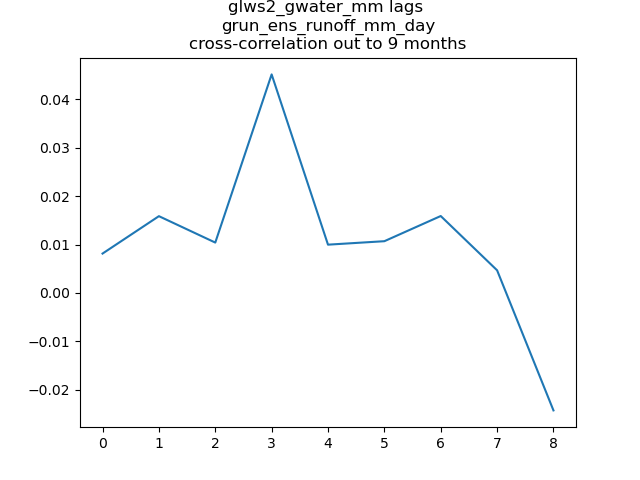 glws2_gwater_mm lags
grun_ens_runoff_mm_day
cross-correlation out to 9 months
0.04
0.03
0.02
0.01
0.00
−0.01
−0.02
0 1 2 3 4 5 6 7 8